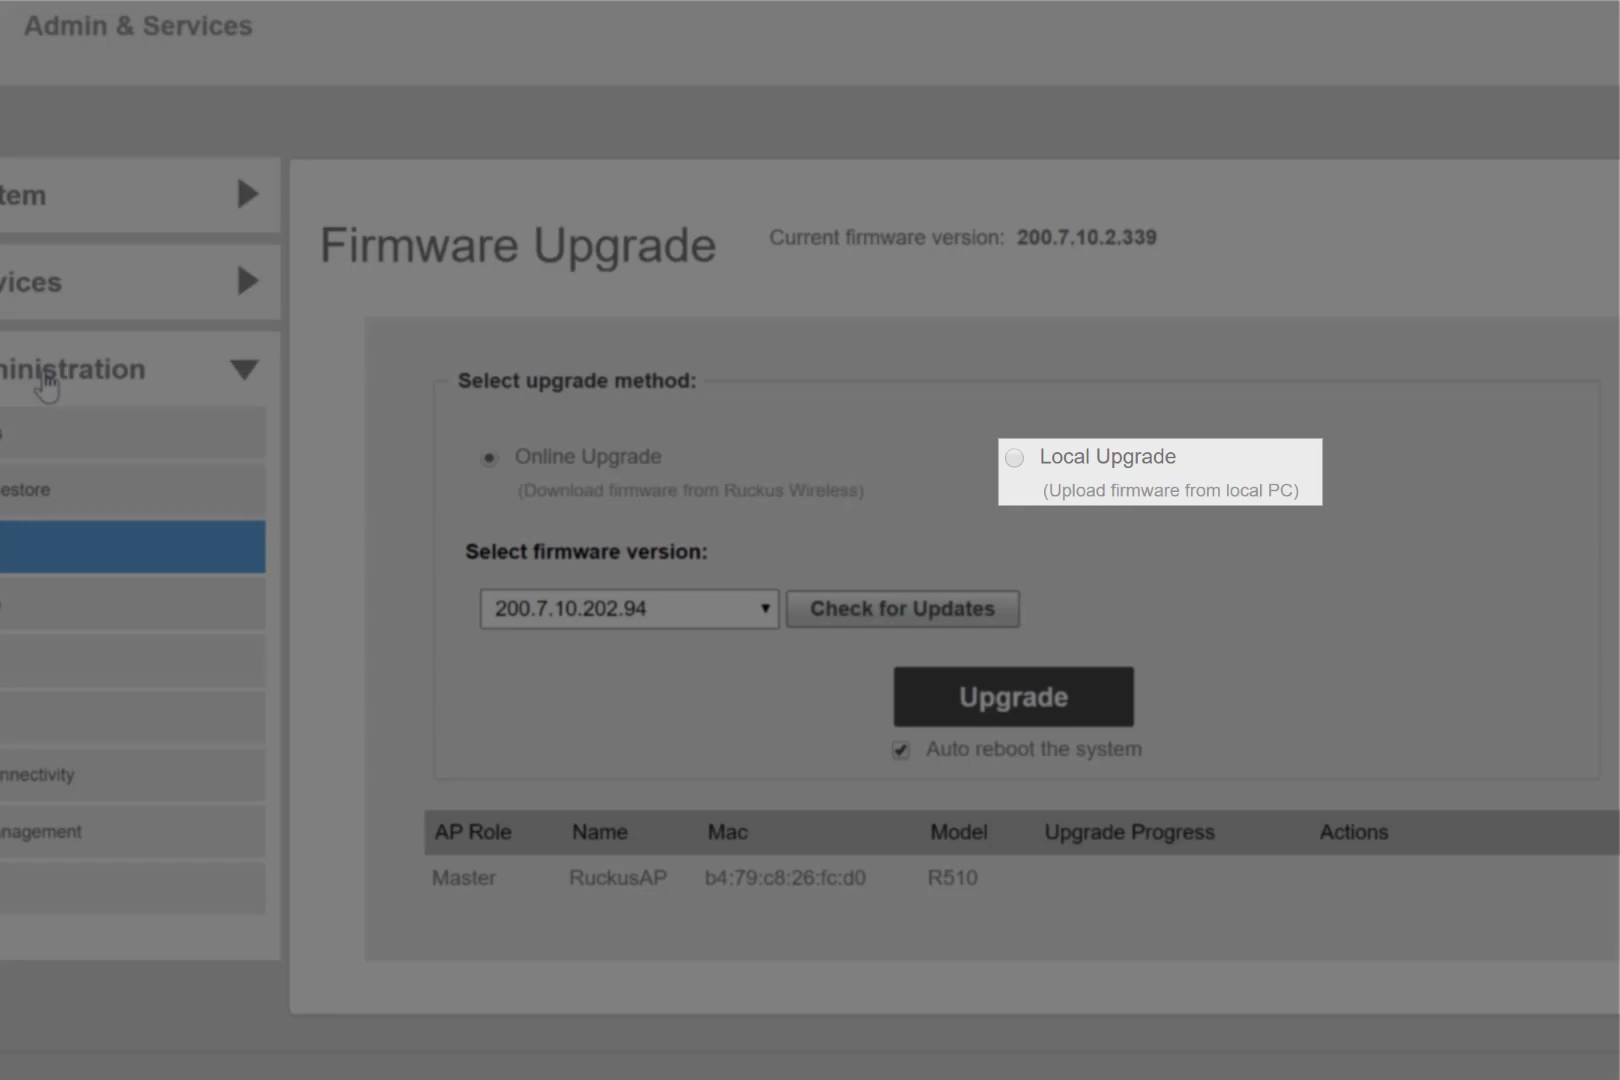 Admin & Services
tem
vices
Firmware Upgrade
Current firmware version: 200.7.10.2.339
ministration
s
estore
nnectivity
nagement
Select upgrade method:
Online Upgrade
(Download firmware from Ruckus Wireless)
Local Upgrade
(Upload firmware from local PC)
Select firmware version:
200.7.10.202.94
Check for Updates
Upgrade
Auto reboot the system
AP Role Name Mac Model Upgrade Progress Actions
Master RuckusAP b4:79:c8:26:fc:d0 R510